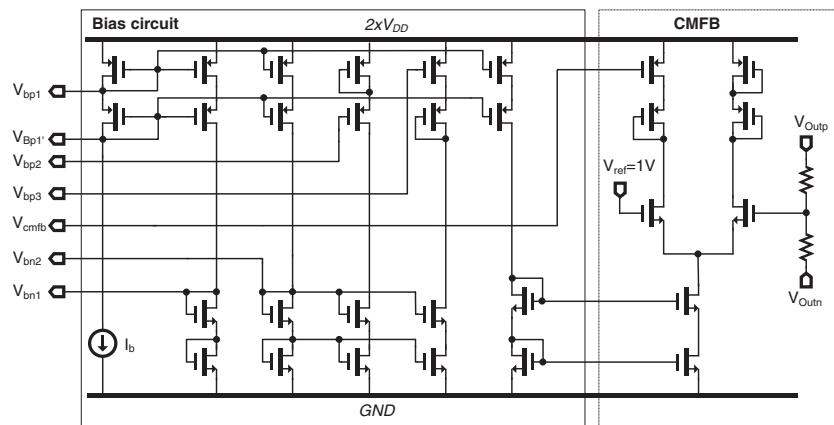 Bias circuit
2xV_DD
CMFB
V_bp1
V_Bp1'
V_bp2
V_bp3
V_cmfb
V_bn2
V_bn1
I_b
V_ref=1V
V_Outp
V_Outn
GND